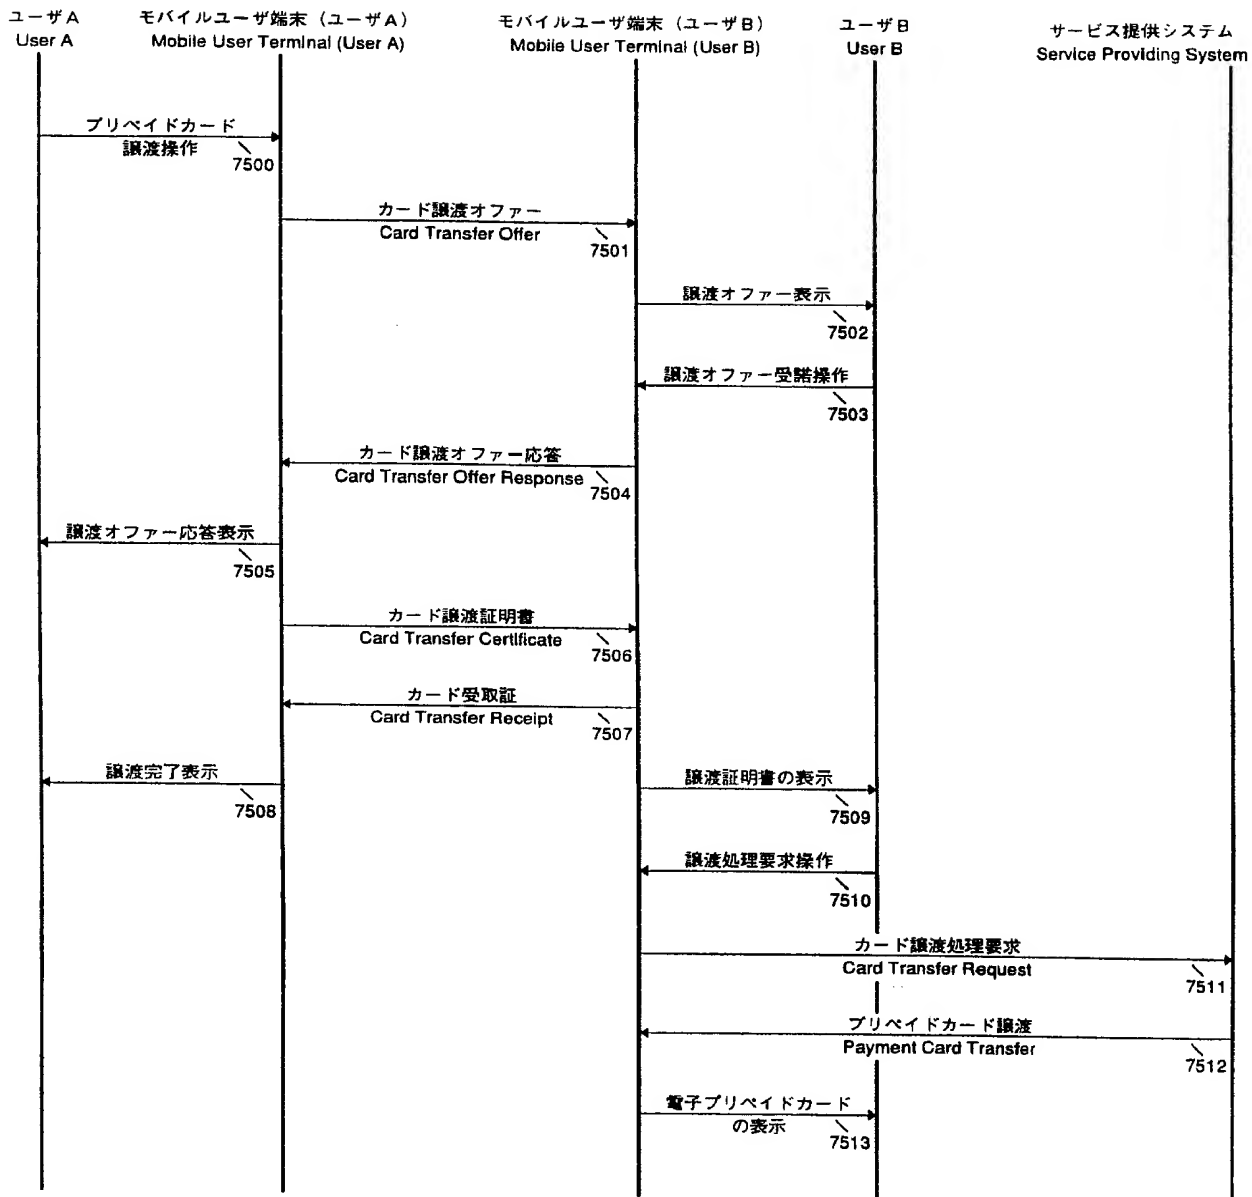 ユーザA
User A
モバイルユーザ端末（ユーザA）
Mobile User Terminal (User A)
モバイルユーザ端末（ユーザB）
Mobile User Terminal (User B)
ユーザB
User B
サービス提供システム
Service Providing System
プリペイドカード
譲渡操作
7500
カード譲渡オファー
Card Transfer Offer
7501
譲渡オファー表示
7502
譲渡オファー受諾操作
7503
カード譲渡オファー応答
Card Transfer Offer Response
7504
譲渡オファー応答表示
7505
カード譲渡証明書
Card Transfer Certificate
7506
カード受取証
Card Transfer Receipt
7507
譲渡完了表示
7508
譲渡証明書の表示
7509
譲渡処理要求操作
7510
カード譲渡処理要求
Card Transfer Request
7511
プリペイドカード譲渡
Payment Card Transfer
7512
電子プリペイドカード
の表示
7513